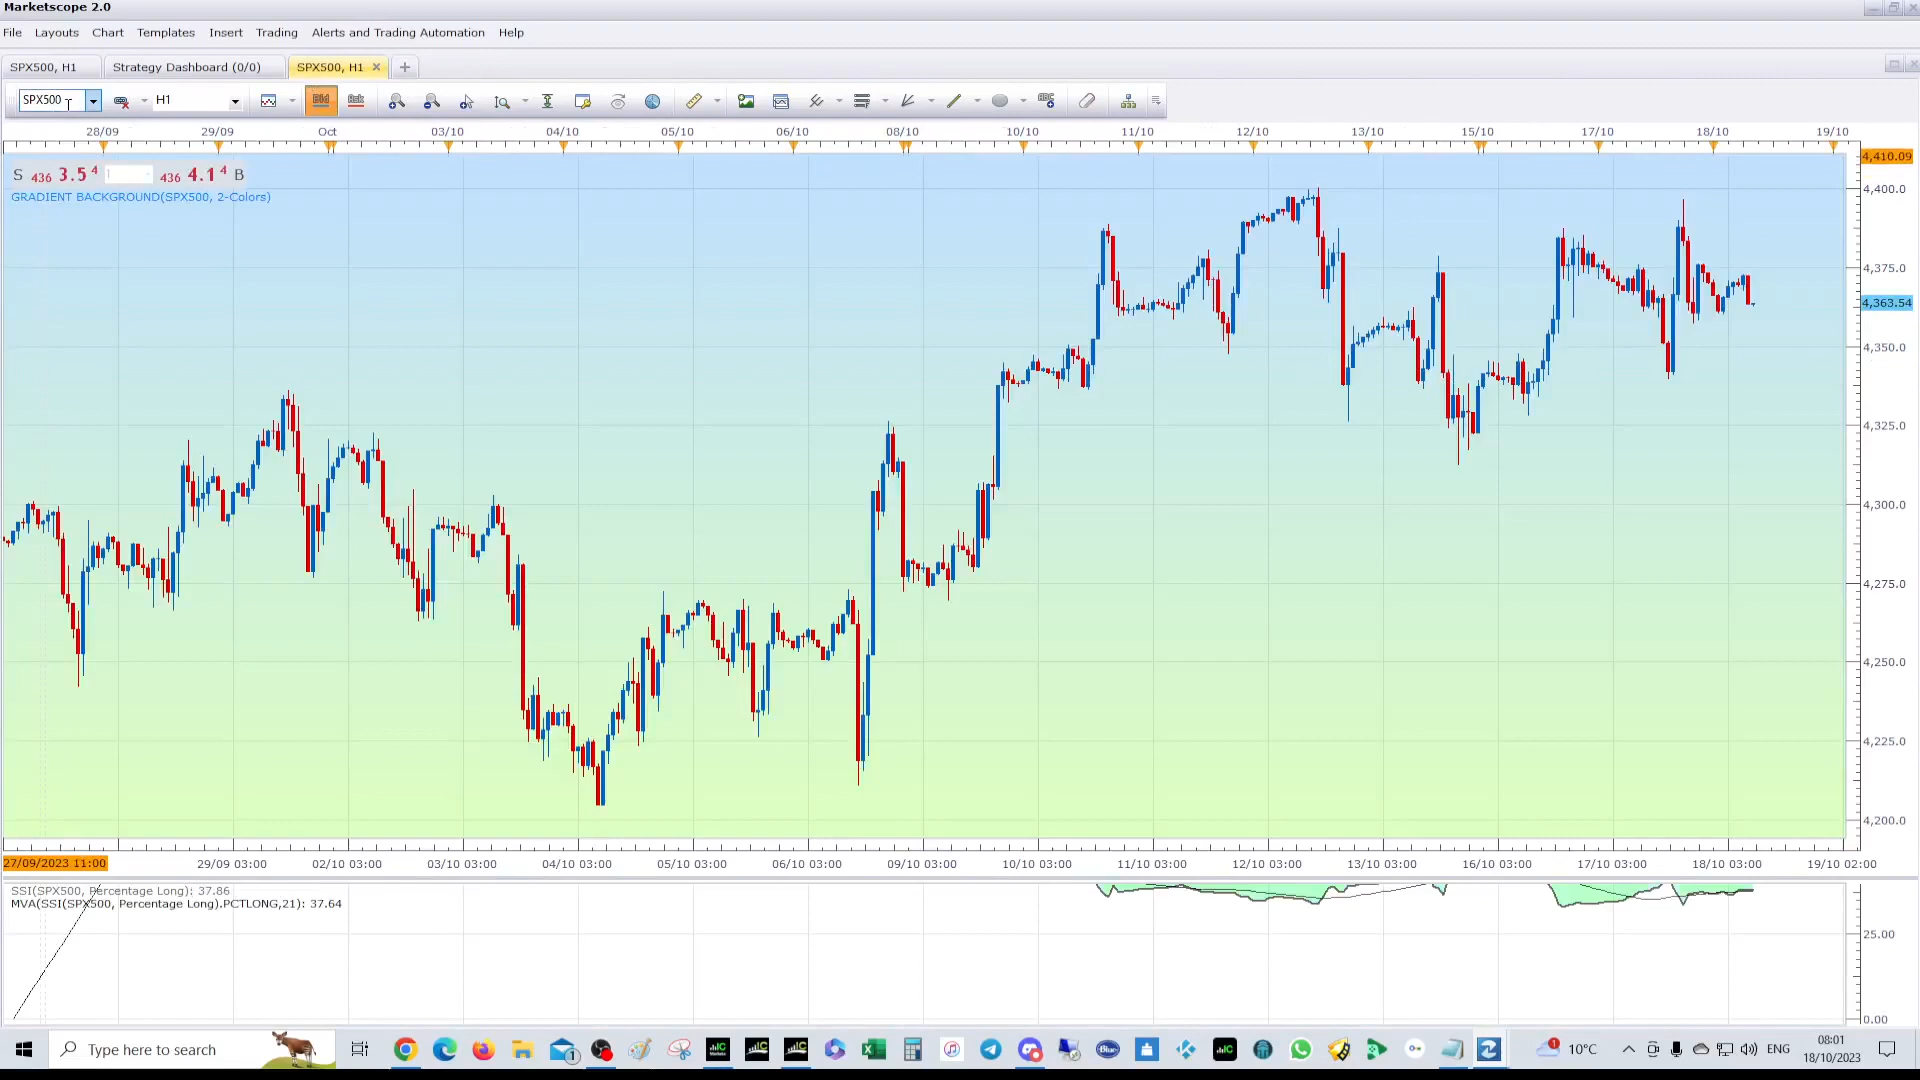 Marketscope 2.0
File Layouts Chart Templates Insert Trading Alerts and Trading Automation Help
SPX500, H1 Strategy Dashboard (0/0) SPX500, H1
SPX500 H1 Bid Ask ABC
28/09 29/09 Oct 03/10 04/10 05/10 06/10 08/10 10/10 11/10 12/10 13/10 15/10 17/10 18/10 19/10
4,410.09
S 436 3.5 4 436 4.1 4 B
4,400.0
GRADIENT BACKGROUND(SPX500, 2-Colors)
4,375.0
4,363.54
4,350.0
4,325.0
4,300.0
4,275.0
4,250.0
4,225.0
4,200.0
27/09/2023 11:00 29/09 03:00 02/10 03:00 03/10 03:00 04/10 03:00 05/10 03:00 06/10 03:00 09/10 03:00 10/10 03:00 11/10 03:00 12/10 03:00 13/10 03:00 16/10 03:00 17/10 03:00 18/10 03:00 19/10 02:00
SSI(SPX500, Percentage Long): 37.86
MVA(SSI(SPX500, Percentage Long).PCTLONG,21): 37.64
25.00
0.00
Type here to search 10°C ENG 08:01
18/10/2023